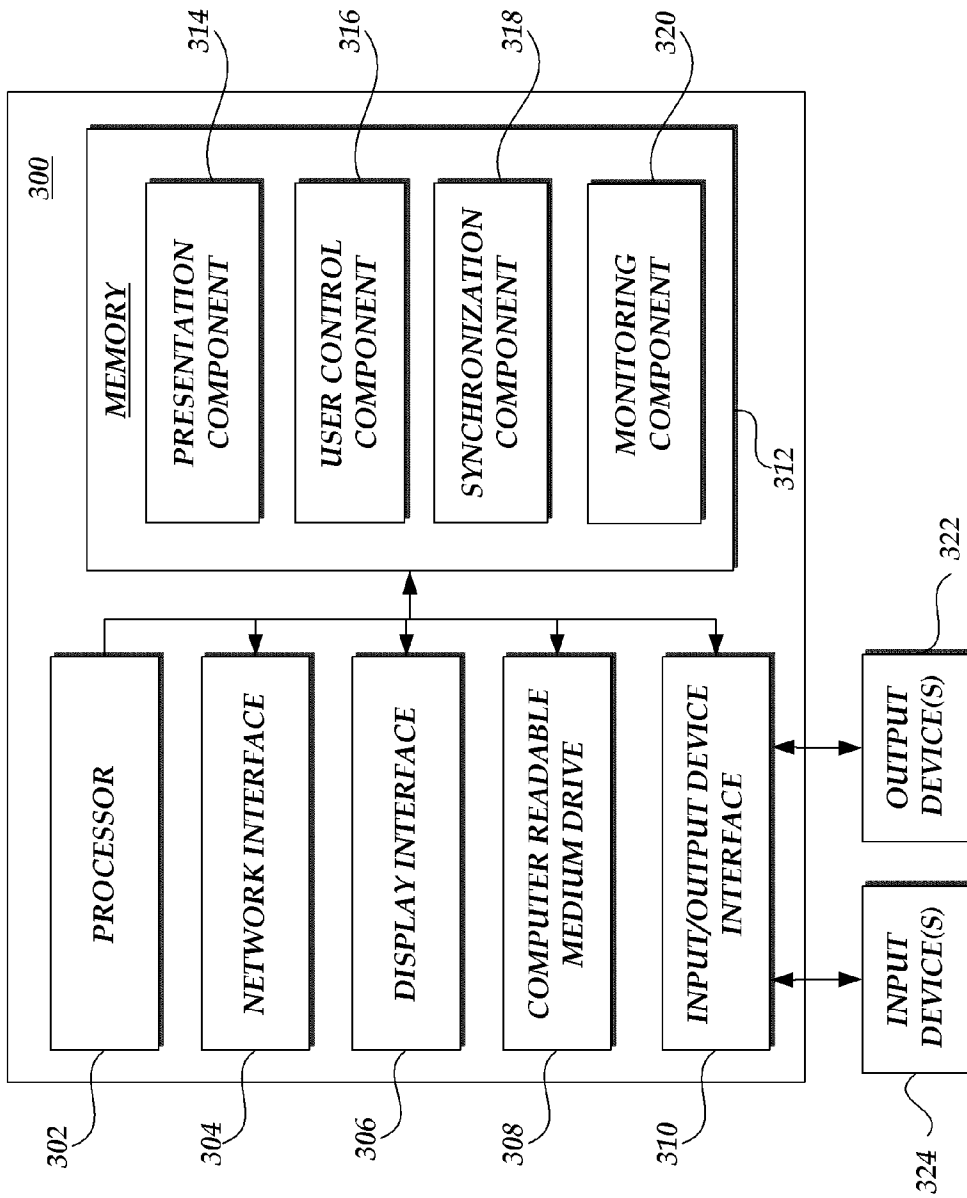 300
302
PROCESSOR
304
NETWORK INTERFACE
306
DISPLAY INTERFACE
308
COMPUTER READABLE
MEDIUM DRIVE
310
INPUT/OUTPUT DEVICE
INTERFACE
MEMORY
PRESENTATION
COMPONENT
314
USER CONTROL
COMPONENT
316
SYNCHRONIZATION
COMPONENT
318
MONITORING
COMPONENT
320
312
324
INPUT
DEVICE(S)
OUTPUT
DEVICE(S)
322